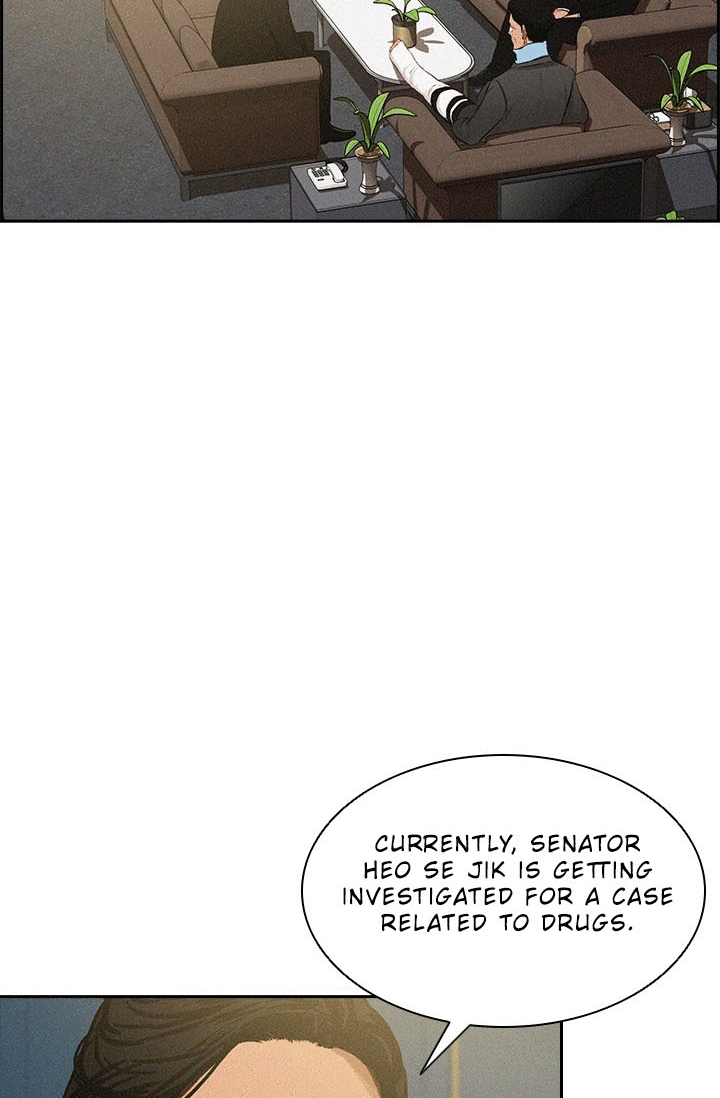 CURRENTLY, SENATOR
HEO SE JIK IS GETTING
INVESTIGATED FOR A CASE
RELATED TO DRUGS.